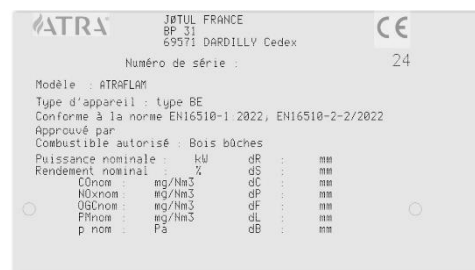 ATRA
JØTUL FRANCE
BP 31
69571 DARDILLY Cedex
CE
24
Numéro de série :
Modèle : ATRAFLAM
Type d'appareil : type BE
Conforme à la norme EN16510-1 2022, EN16510-2-2/2022
Approuvé par
Combustible autorisé : Bois bûches
Puissance nominale : kW dR : mm
Rendement nominal : % dS : mm
COnom : mg/Nm3 dC : mm
NOxnom : mg/Nm3 dP : mm
OGCnom : mg/Nm3 dF : mm
PMnom : mg/Nm3 dL : mm
p nom : Pa dB : mm